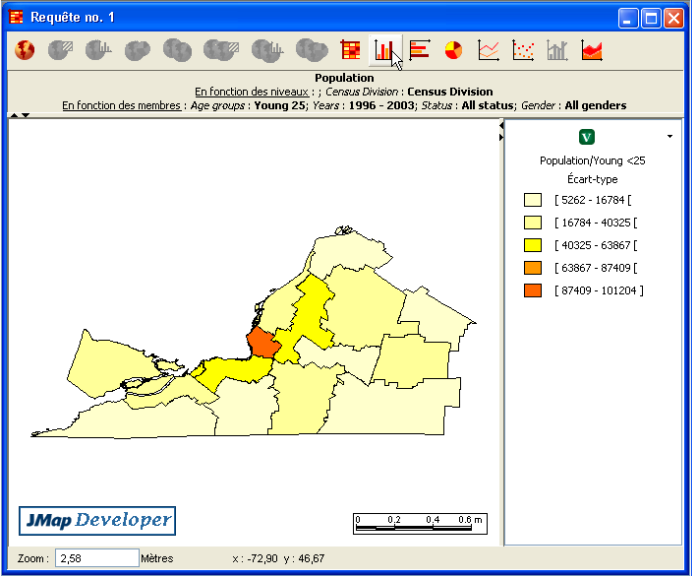 Requête no. 1
Population
En fonction des niveaux : ; Census Division : Census Division
En fonction des membres : Age groups : Young 25; Years : 1996 - 2003; Status : All status; Gender : All genders
V
Population/Young <25
Écart-type
[ 5262 - 16784 [
[ 16784 - 40325 [
[ 40325 - 63867 [
[ 63867 - 87409 [
[ 87409 - 101204 ]
JMap Developer
0 0,2 0,4 0.6 m
Zoom : 2,58 Mètres x : -72,90 y : 46,67